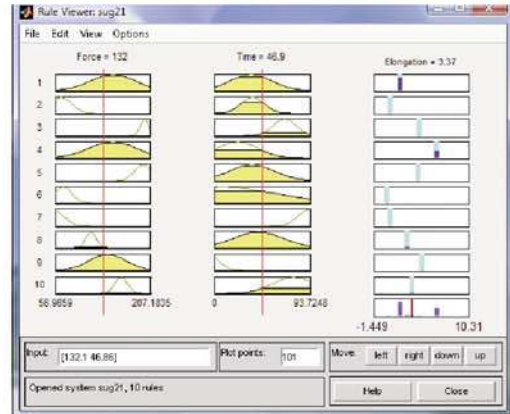 Rule Viewer: sug21
File Edit View Options
Force = 132 Time = 46.9 Elongation = 3.37
1
2
3
4
5
6
7
8
9
10
56.9659 207.1835 0 93.7248
-1.449 10.31
Input: [132.1 46.86] Plot points: 101 Move: left right down up
Opened system sug21, 10 rules Help Close